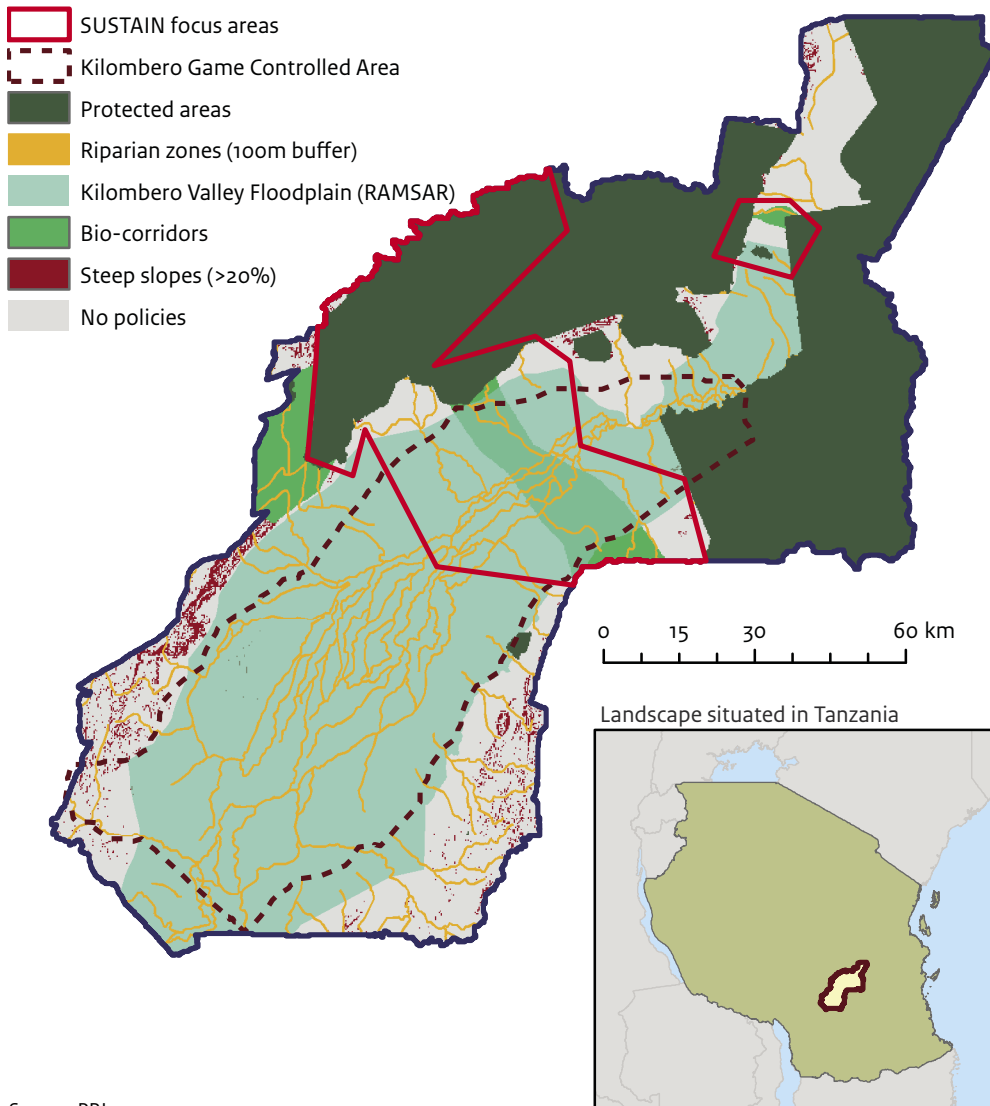 SUSTAIN focus areas
Kilombero Game Controlled Area
Protected areas
Riparian zones (100m buffer)
Kilombero Valley Floodplain (RAMSAR)
Bio-corridors
Steep slopes (>20%)
No policies
0 15 30 60 km
Landscape situated in Tanzania